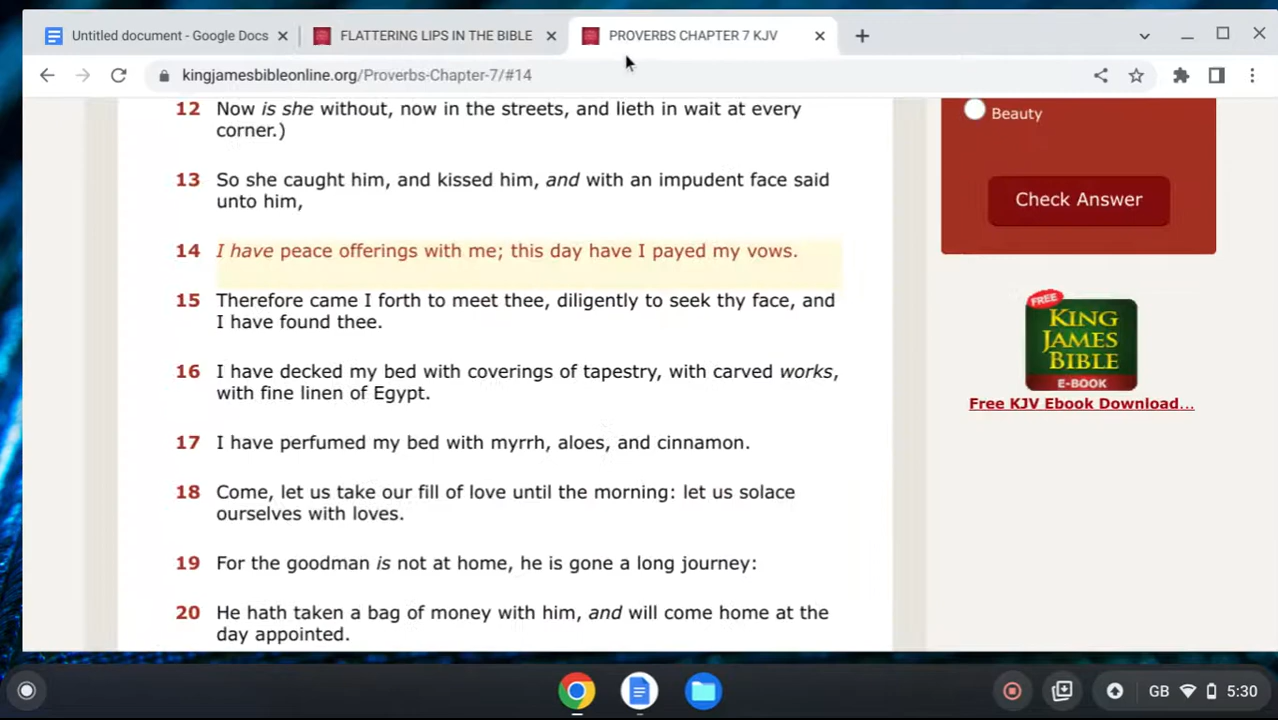 Untitled document - Google Docs
FLATTERING LIPS IN THE BIBLE
PROVERBS CHAPTER 7 KJV
kingjamesbibleonline.org/Proverbs-Chapter-7/#14
12 Now is she without, now in the streets, and lieth in wait at every
corner.)
13 So she caught him, and kissed him, and with an impudent face said
unto him,
14 I have peace offerings with me; this day have I payed my vows.
15 Therefore came I forth to meet thee, diligently to seek thy face, and
I have found thee.
16 I have decked my bed with coverings of tapestry, with carved works,
with fine linen of Egypt.
17 I have perfumed my bed with myrrh, aloes, and cinnamon.
18 Come, let us take our fill of love until the morning: let us solace
ourselves with loves.
19 For the goodman is not at home, he is gone a long journey:
20 He hath taken a bag of money with him, and will come home at the
day appointed.
Beauty
Check Answer
FREE
KING
JAMES
BIBLE
E-BOOK
Free KJV Ebook Download...
GB 5:30